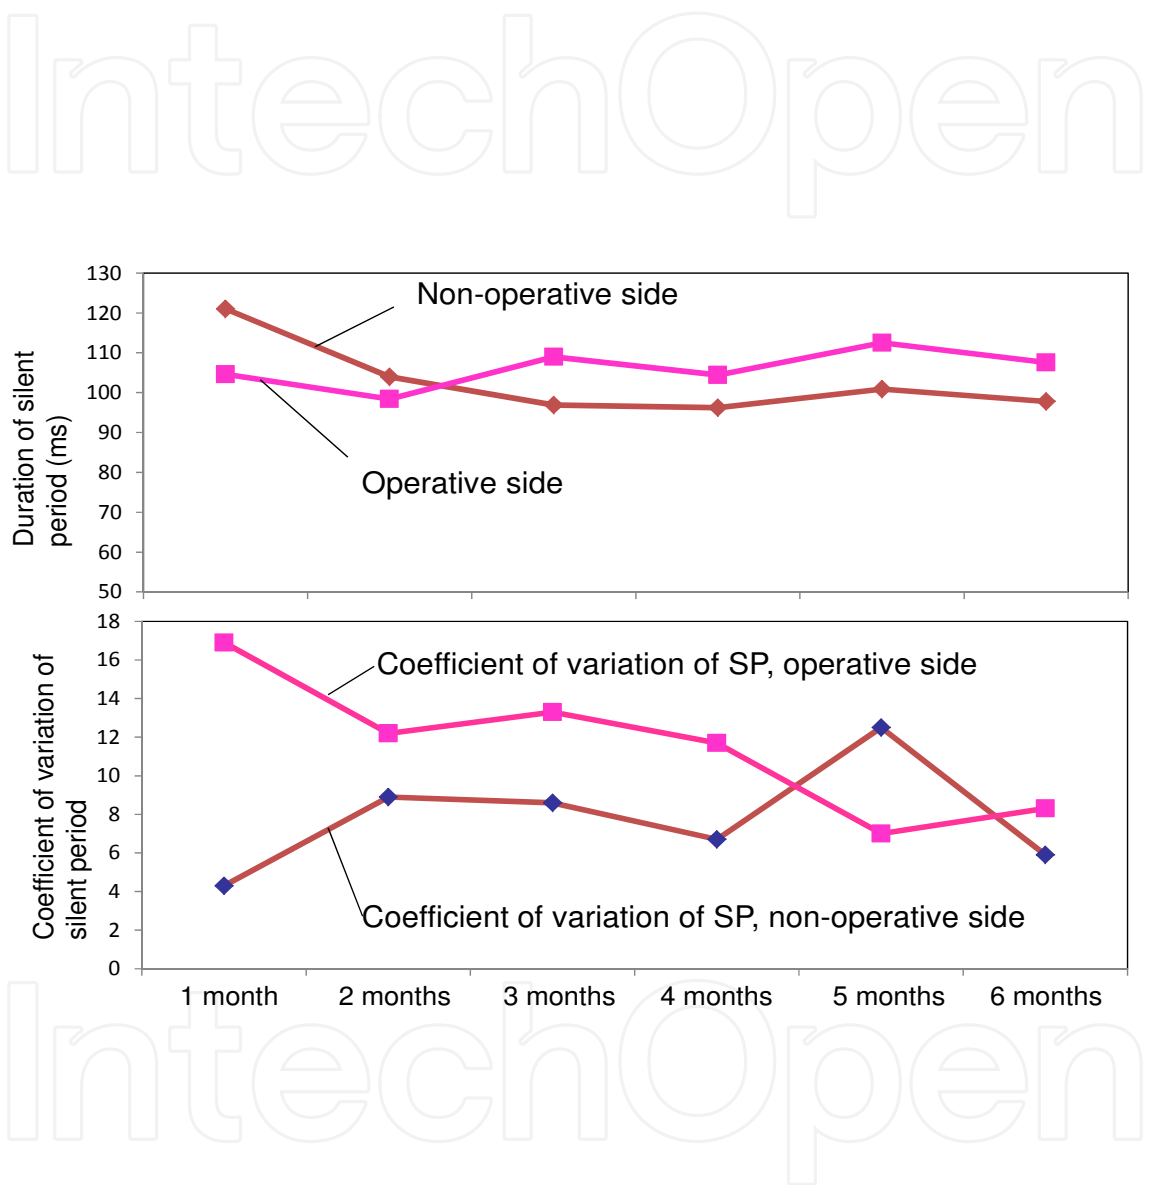 IntechOpen
130
120
110
100
90
80
70
60
50
Duration of silent
period (ms)
Non-operative side
Operative side
18
16
14
12
10
8
6
4
2
0
Coefficient of variation of
silent period
Coefficient of variation of SP, operative side
Coefficient of variation of SP, non-operative side
1 month 2 months 3 months 4 months 5 months 6 months
IntechOpen